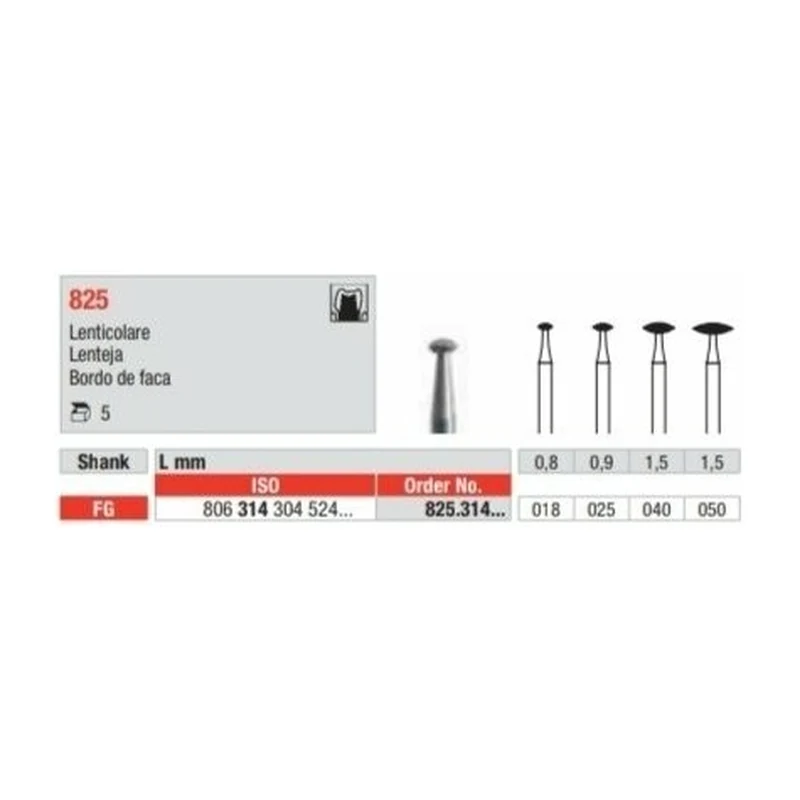 825
Lenticolare
Lenteja
Bordo de faca
5
Shank L mm 0,8 0,9 1,5 1,5
ISO Order No.
FG 806 314 304 524... 825.314... 018 025 040 050